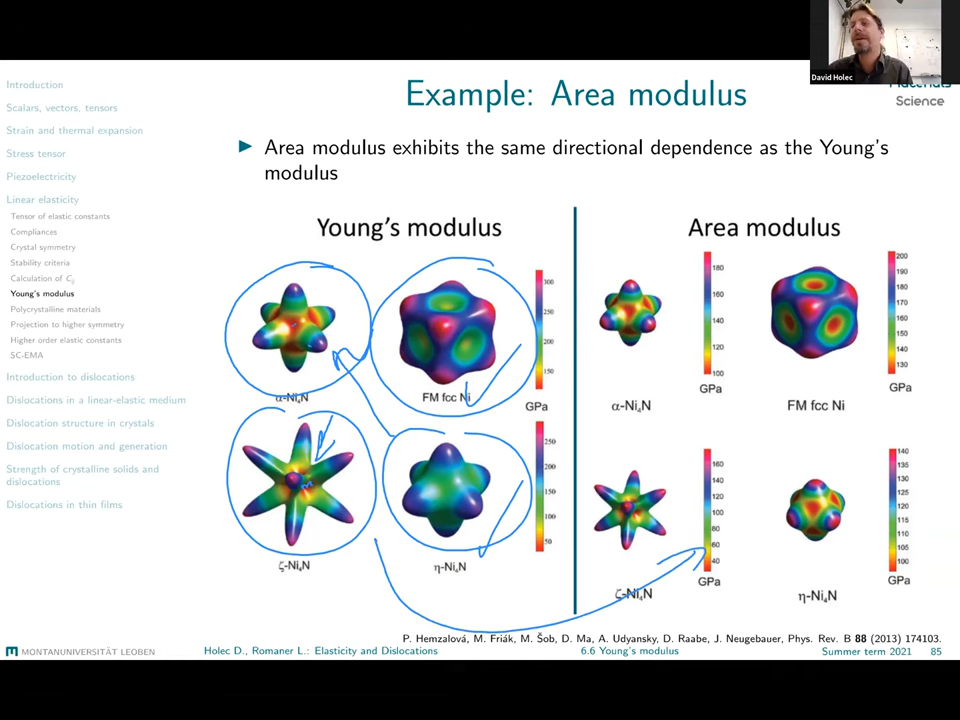 David Holec
Materials
Science
Introduction
Scalars, vectors, tensors
Strain and thermal expansion
Stress tensor
Piezoelectricity
Linear elasticity
Tensor of elastic constants
Compliances
Crystal symmetry
Stability criteria
Calculation of Cij
Young's modulus
Polycrystalline materials
Projection to higher symmetry
Higher order elastic constants
SC-EMA
Introduction to dislocations
Dislocations in a linear-elastic medium
Dislocation structure in crystals
Dislocation motion and generation
Strength of crystalline solids and
dislocations
Dislocations in thin films
Example: Area modulus
Area modulus exhibits the same directional dependence as the Young's
modulus
Young's modulus
300
250
200
150
GPa
α-Ni4N
FM fcc Ni
250
200
150
100
50
GPa
ζ-Ni4N
η-Ni4N
Area modulus
180
160
140
120
100
GPa
α-Ni4N
200
190
180
170
160
150
140
130
GPa
FM fcc Ni
160
140
120
100
80
60
40
GPa
ζ-Ni4N
140
135
130
125
120
115
110
105
100
GPa
η-Ni4N
P. Hemzalová, M. Friák, M. Šob, D. Ma, A. Udyansky, D. Raabe, J. Neugebauer, Phys. Rev. B 88 (2013) 174103.
MONTANUNIVERSITÄT LEOBEN
Holec D., Romaner L.: Elasticity and Dislocations
6.6 Young's modulus
Summer term 2021 85